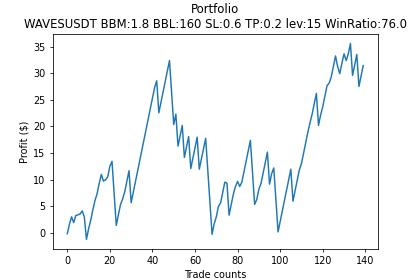 Portfolio
WAVESUSDT BBM:1.8 BBL:160 SL:0.6 TP:0.2 lev:15 WinRatio:76.0
35
30
25
20
15
10
5
0
Profit ($)
0 20 40 60 80 100 120 140
Trade counts